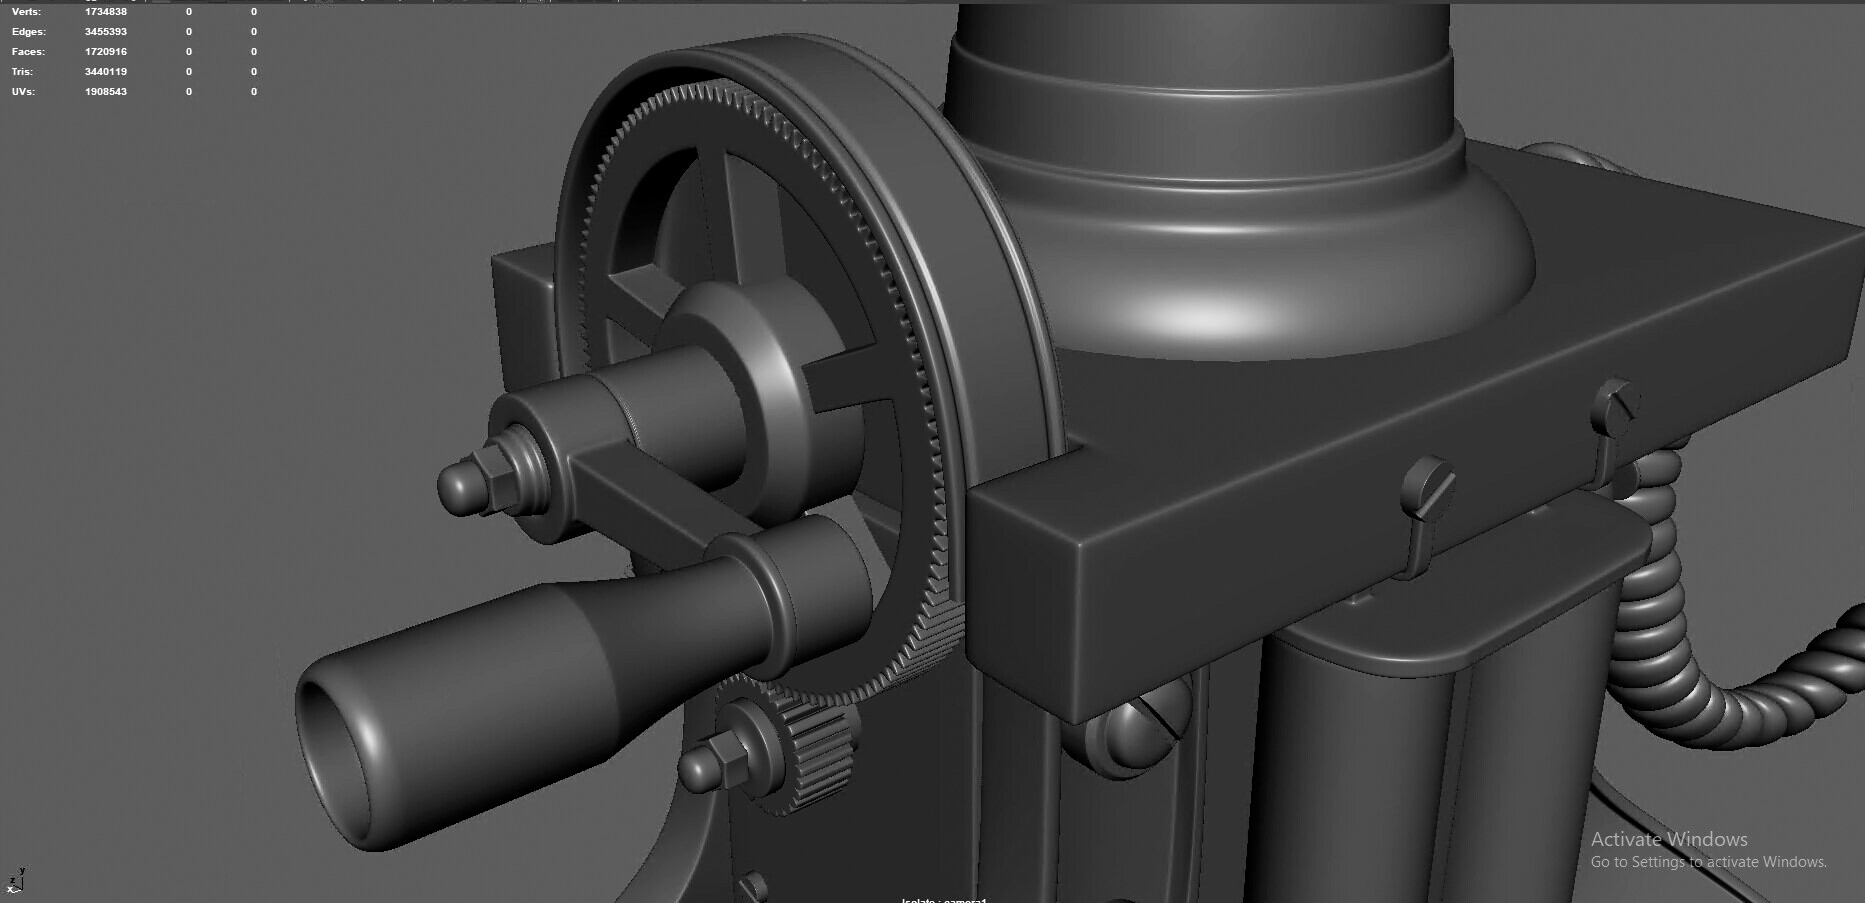 Verts: 1734838 0 0
Edges: 3455393 0 0
Faces: 1720916 0 0
Tris: 3440119 0 0
UVs: 1908543 0 0
Activate Windows
Go to Settings to activate Windows.
y
z
x
Isolate : camera1